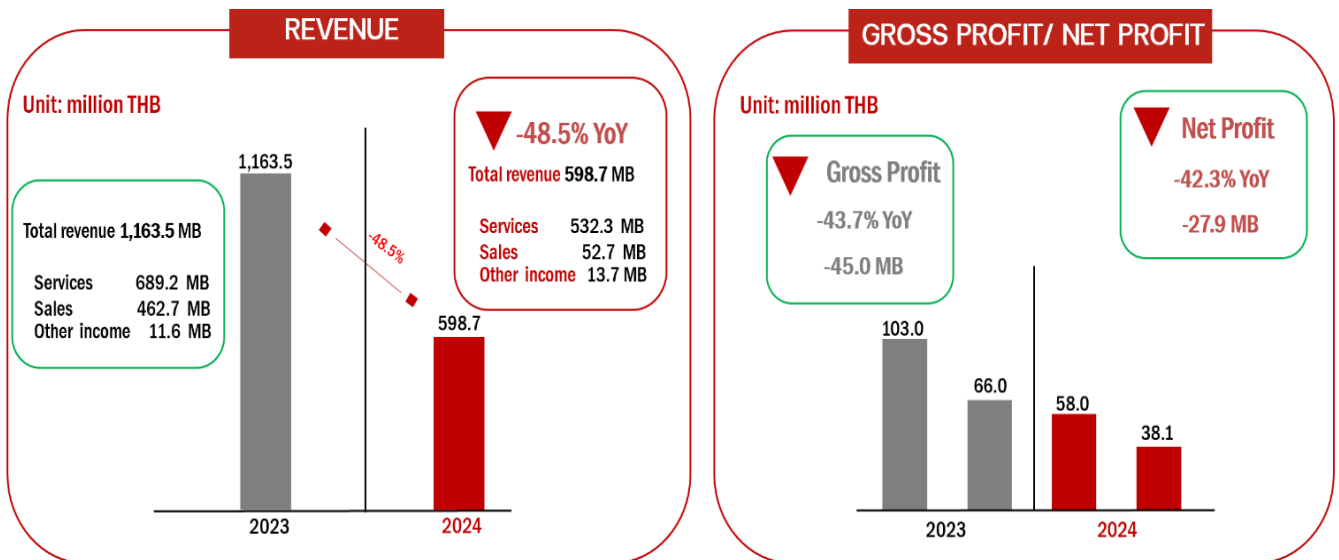 REVENUE
Unit: million THB
1,163.5
Total revenue 1,163.5 MB
Services 689.2 MB
Sales 462.7 MB
Other income 11.6 MB
-48.5%
-48.5% YoY
Total revenue 598.7 MB
Services 532.3 MB
Sales 52.7 MB
Other income 13.7 MB
598.7
2023
2024
GROSS PROFIT/ NET PROFIT
Unit: million THB
Gross Profit
-43.7% YoY
-45.0 MB
Net Profit
-42.3% YoY
-27.9 MB
103.0
66.0
58.0
38.1
2023
2024